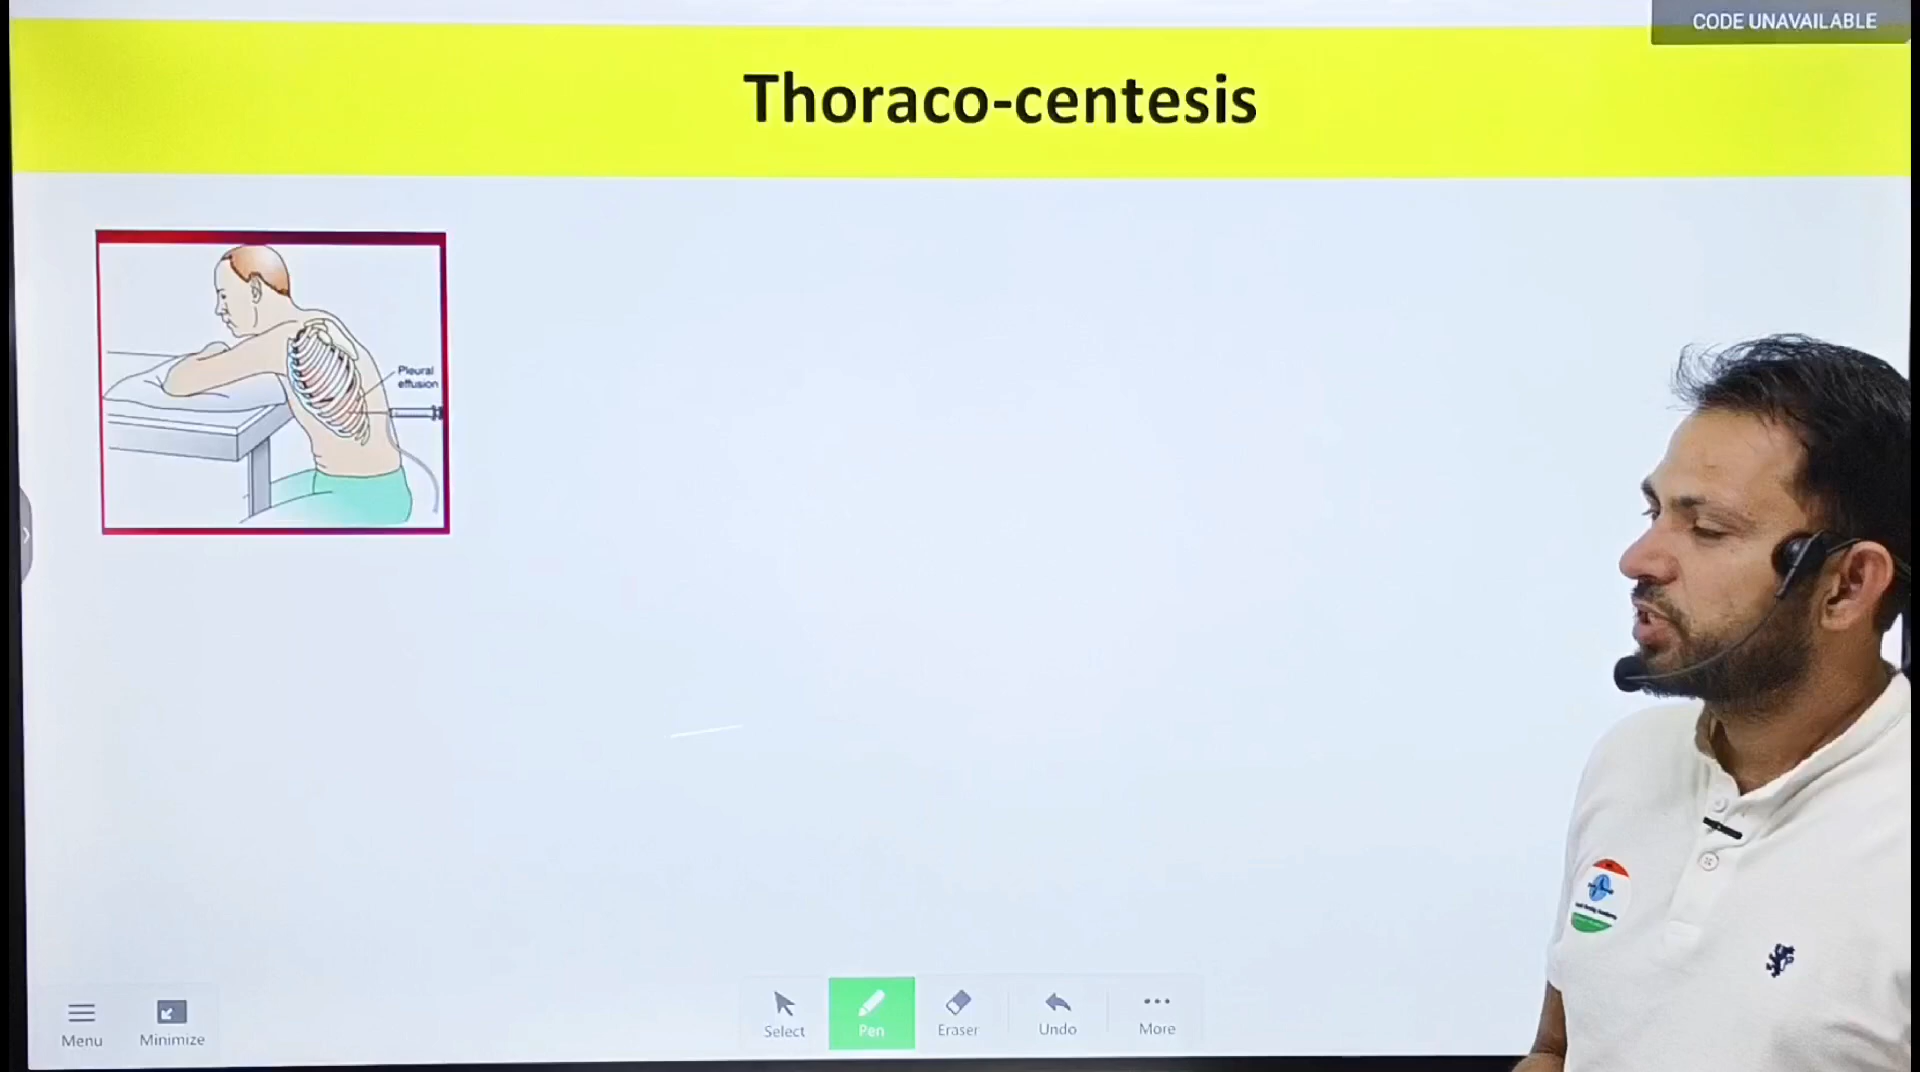 CODE UNAVAILABLE
Thoraco-centesis
Pleural
effusion
Menu
Minimize
Select
Pen
Eraser
Undo
More